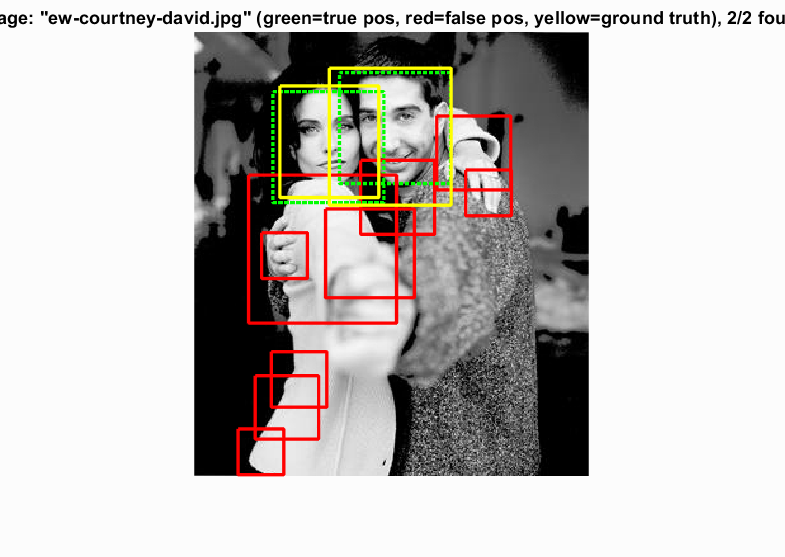 age: "ew-courtney-david.jpg" (green=true pos, red=false pos, yellow=ground truth), 2/2 fou